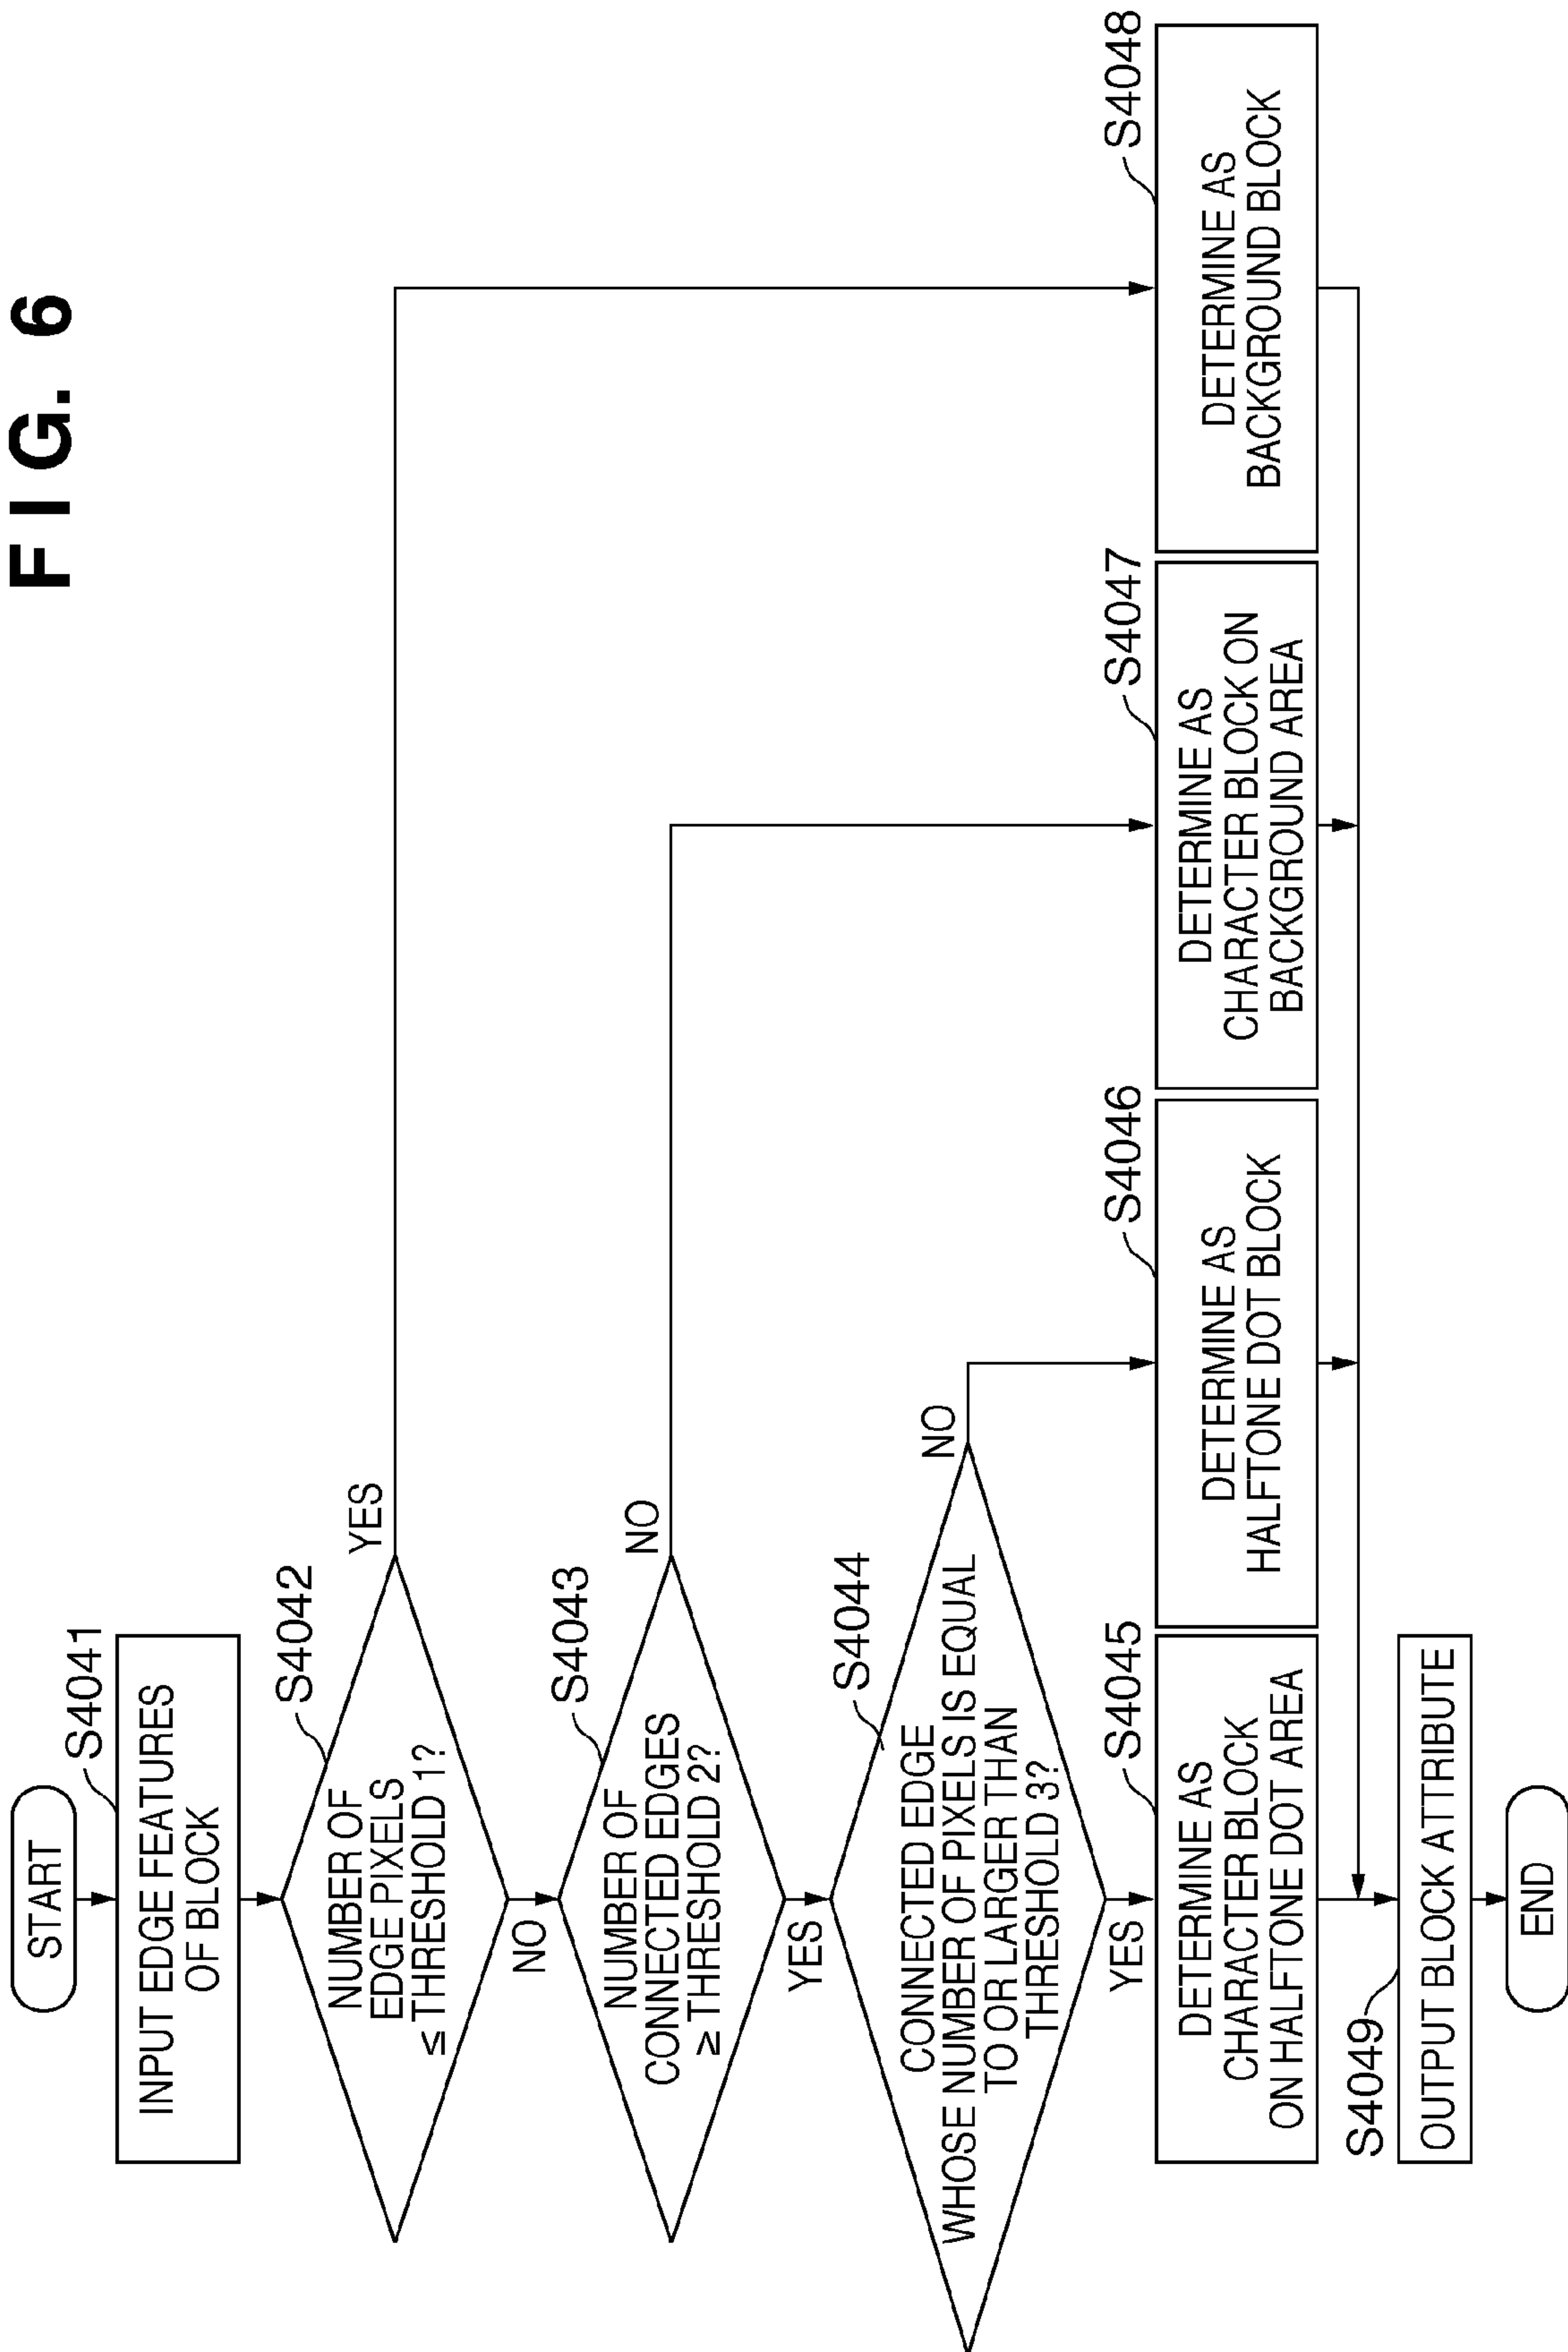 FIG. 6
START
S4041
INPUT EDGE FEATURES
OF BLOCK
S4042
NUMBER OF
EDGE PIXELS
≤ THRESHOLD 1?
YES
NO
S4043
NUMBER OF
CONNECTED EDGES
≥ THRESHOLD 2?
NO
YES
S4044
CONNECTED EDGE
WHOSE NUMBER OF PIXELS IS EQUAL
TO OR LARGER THAN
THRESHOLD 3?
NO
YES
S4045
DETERMINE AS
CHARACTER BLOCK
ON HALFTONE DOT AREA
S4046
DETERMINE AS
HALFTONE DOT BLOCK
S4047
DETERMINE AS
CHARACTER BLOCK ON
BACKGROUND AREA
S4048
DETERMINE AS
BACKGROUND BLOCK
S4049
OUTPUT BLOCK ATTRIBUTE
END